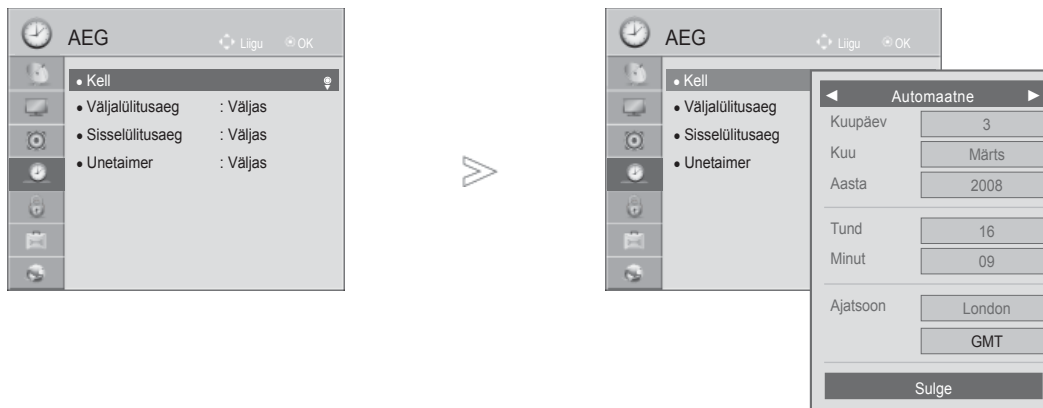 AEG
Liigu OK
● Kell
● Väljalülitusaeg : Väljas
● Sisselülitusaeg : Väljas
● Unetaimer : Väljas
AEG
Liigu OK
● Kell
● Väljalülitusaeg
● Sisselülitusaeg
● Unetaimer
◄ Automaatne ►
Kuupäev 3
Kuu Märts
Aasta 2008
Tund 16
Minut 09
Ajatsoon London
GMT
Sulge